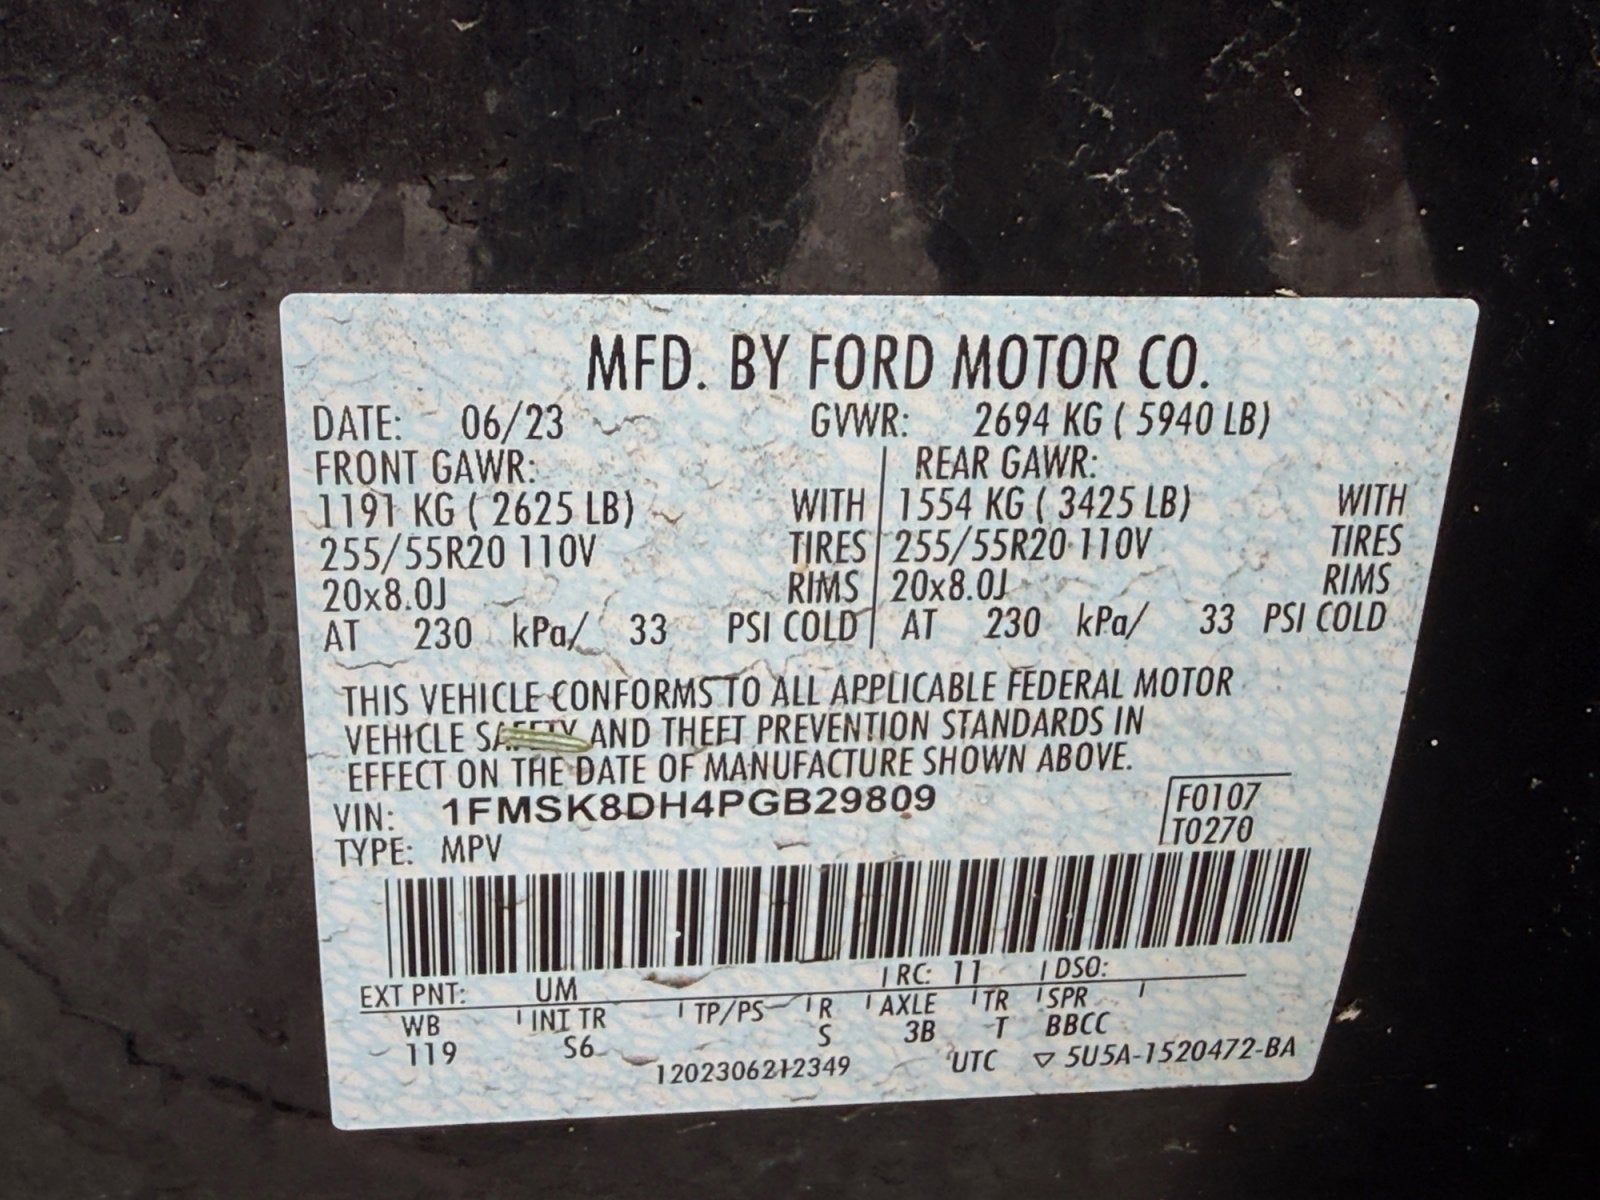 MFD. BY FORD MOTOR CO.
DATE: 06/23 GVWR: 2694 KG ( 5940 LB)
FRONT GAWR: REAR GAWR:
1191 KG ( 2625 LB) WITH 1554 KG ( 3425 LB) WITH
255/55R20 110V TIRES 255/55R20 110V TIRES
20x8.0J RIMS 20x8.0J RIMS
AT 230 kPa/ 33 PSI COLD AT 230 kPa/ 33 PSI COLD
THIS VEHICLE CONFORMS TO ALL APPLICABLE FEDERAL MOTOR
VEHICLE SAFETY AND THEFT PREVENTION STANDARDS IN
EFFECT ON THE DATE OF MANUFACTURE SHOWN ABOVE.
VIN: 1FMSK8DH4PGB29809 F0107
TYPE: MPV T0270
EXT PNT: UM RC: 11 DSO:
WB INT TR TP/PS R AXLE TR SPR
119 S6 S 3B T BBCC
1202306212349 UTC ▽ 5U5A-1520472-BA